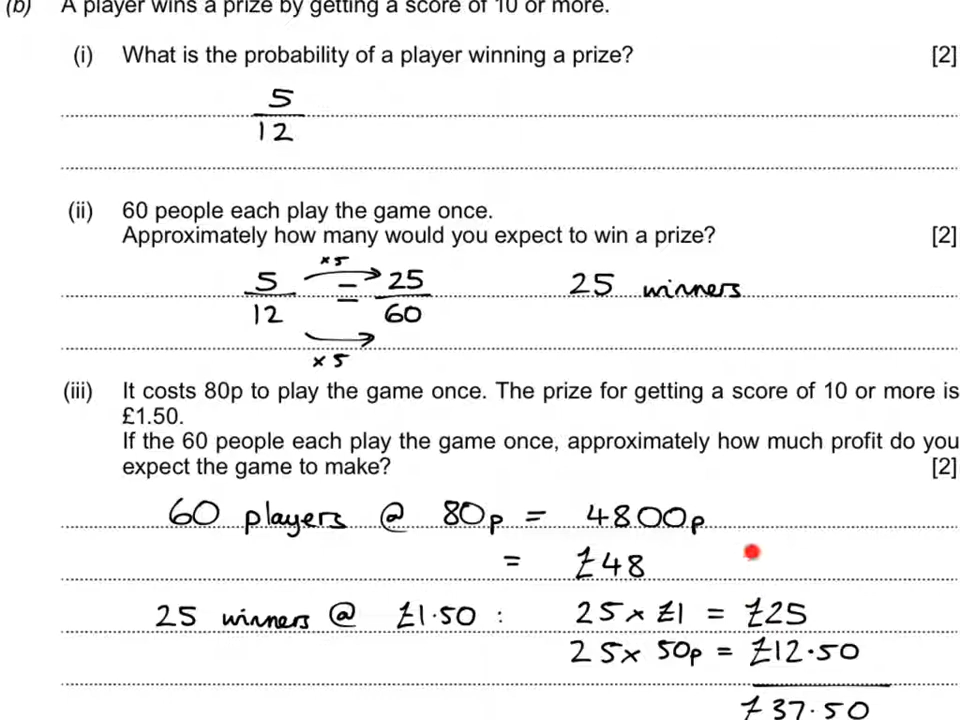 (b) A player wins a prize by getting a score of 10 or more.
(i) What is the probability of a player winning a prize? [2]
5
12
(ii) 60 people each play the game once.
Approximately how many would you expect to win a prize? [2]
×5
5 = 25 25 winners
12 60
×5
(iii) It costs 80p to play the game once. The prize for getting a score of 10 or more is
£1.50.
If the 60 people each play the game once, approximately how much profit do you
expect the game to make? [2]
60 players @ 80p = 4800p
= £48
25 winners @ £1.50 : 25 × £1 = £25
25 × 50p = £12.50
£37.50